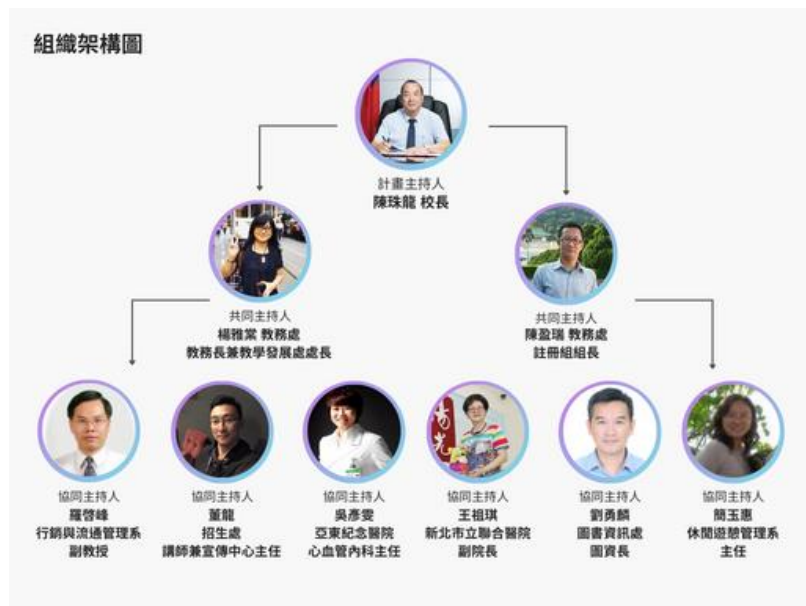 組織架構圖
計畫主持人
陳珠龍 校長
共同主持人
楊雅棠 教務處
教務長兼教學發展處處長
共同主持人
陳盈瑞 教務處
註冊組組長
協同主持人
羅啓峰
行銷與流通管理系
副教授
協同主持人
董龍
招生處
講師兼宣傳中心主任
協同主持人
吳彥雯
亞東紀念醫院
心血管內科主任
協同主持人
王祖琪
新北市立聯合醫院
副院長
協同主持人
劉勇麟
圖書資訊處
圖資長
協同主持人
簡玉惠
休閒遊憩管理系
主任